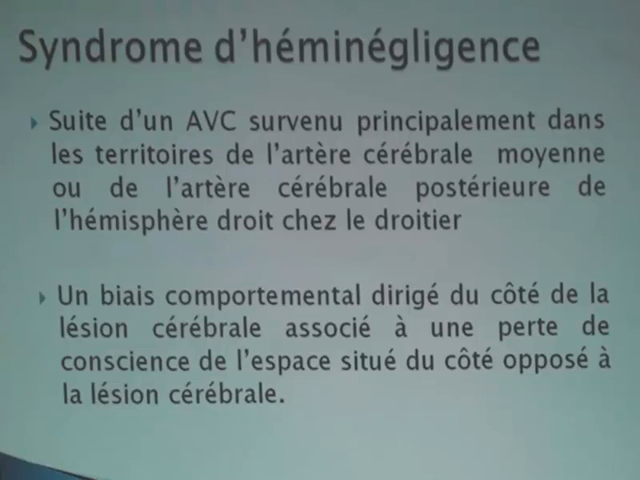 Syndrome d'héminégligence
Suite d'un AVC survenu principalement dans
les territoires de l'artère cérébrale moyenne
ou de l'artère cérébrale postérieure de
l'hémisphère droit chez le droitier
Un biais comportemental dirigé du côté de la
lésion cérébrale associé à une perte de
conscience de l'espace situé du côté opposé à
la lésion cérébrale.